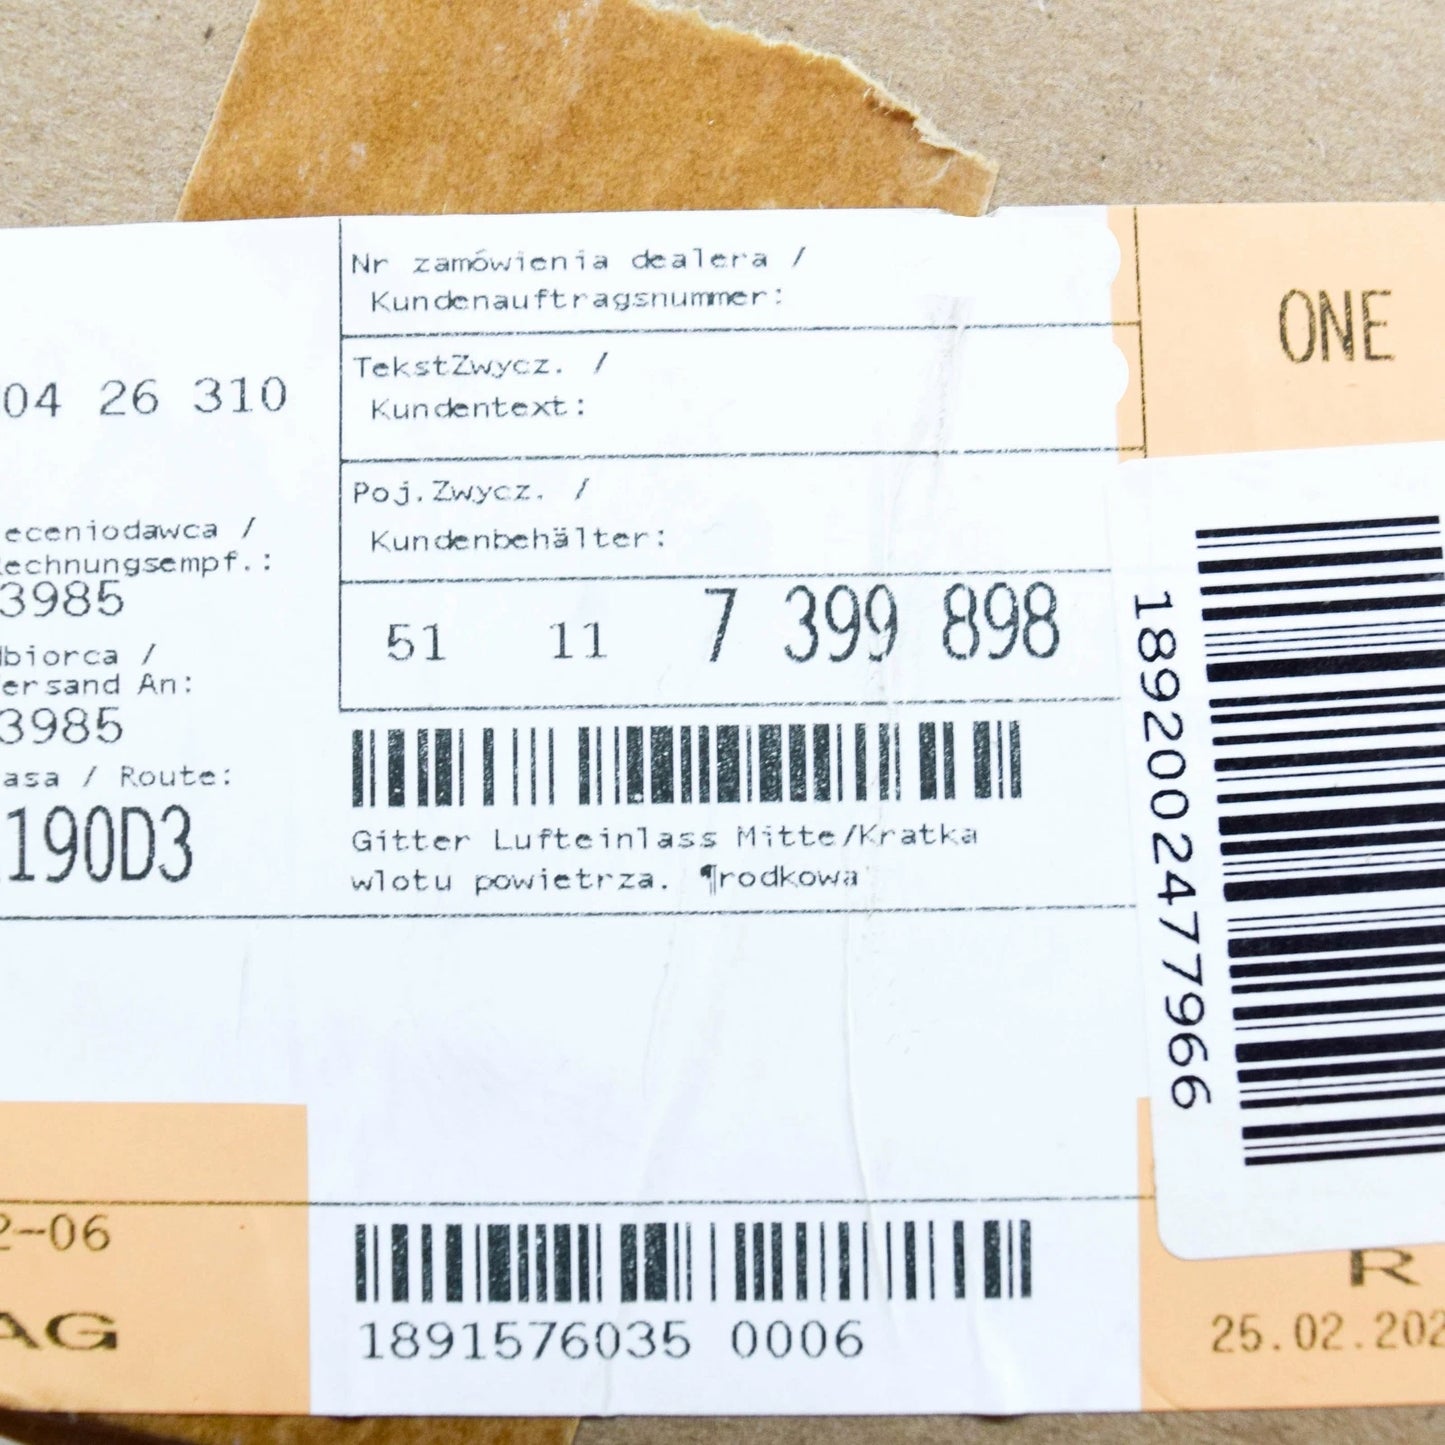 Nr zamówienia dealera /
Kundenauftragsnummer:
ONE
TekstZwycz. /
Kundentext:
04 26 310
Poj.Zwycz. /
Kundenbehälter:
eceniodawca /
echnungsempf.:
3985
51 11 7 399 898
biorca /
ersand An:
3985
asa / Route:
190D3
Gitter Lufteinlass Mitte/Kratka
wlotu powietrza. ¶rodkowa
1892002477966
2-06
AG
1891576035 0006
R
25.02.202